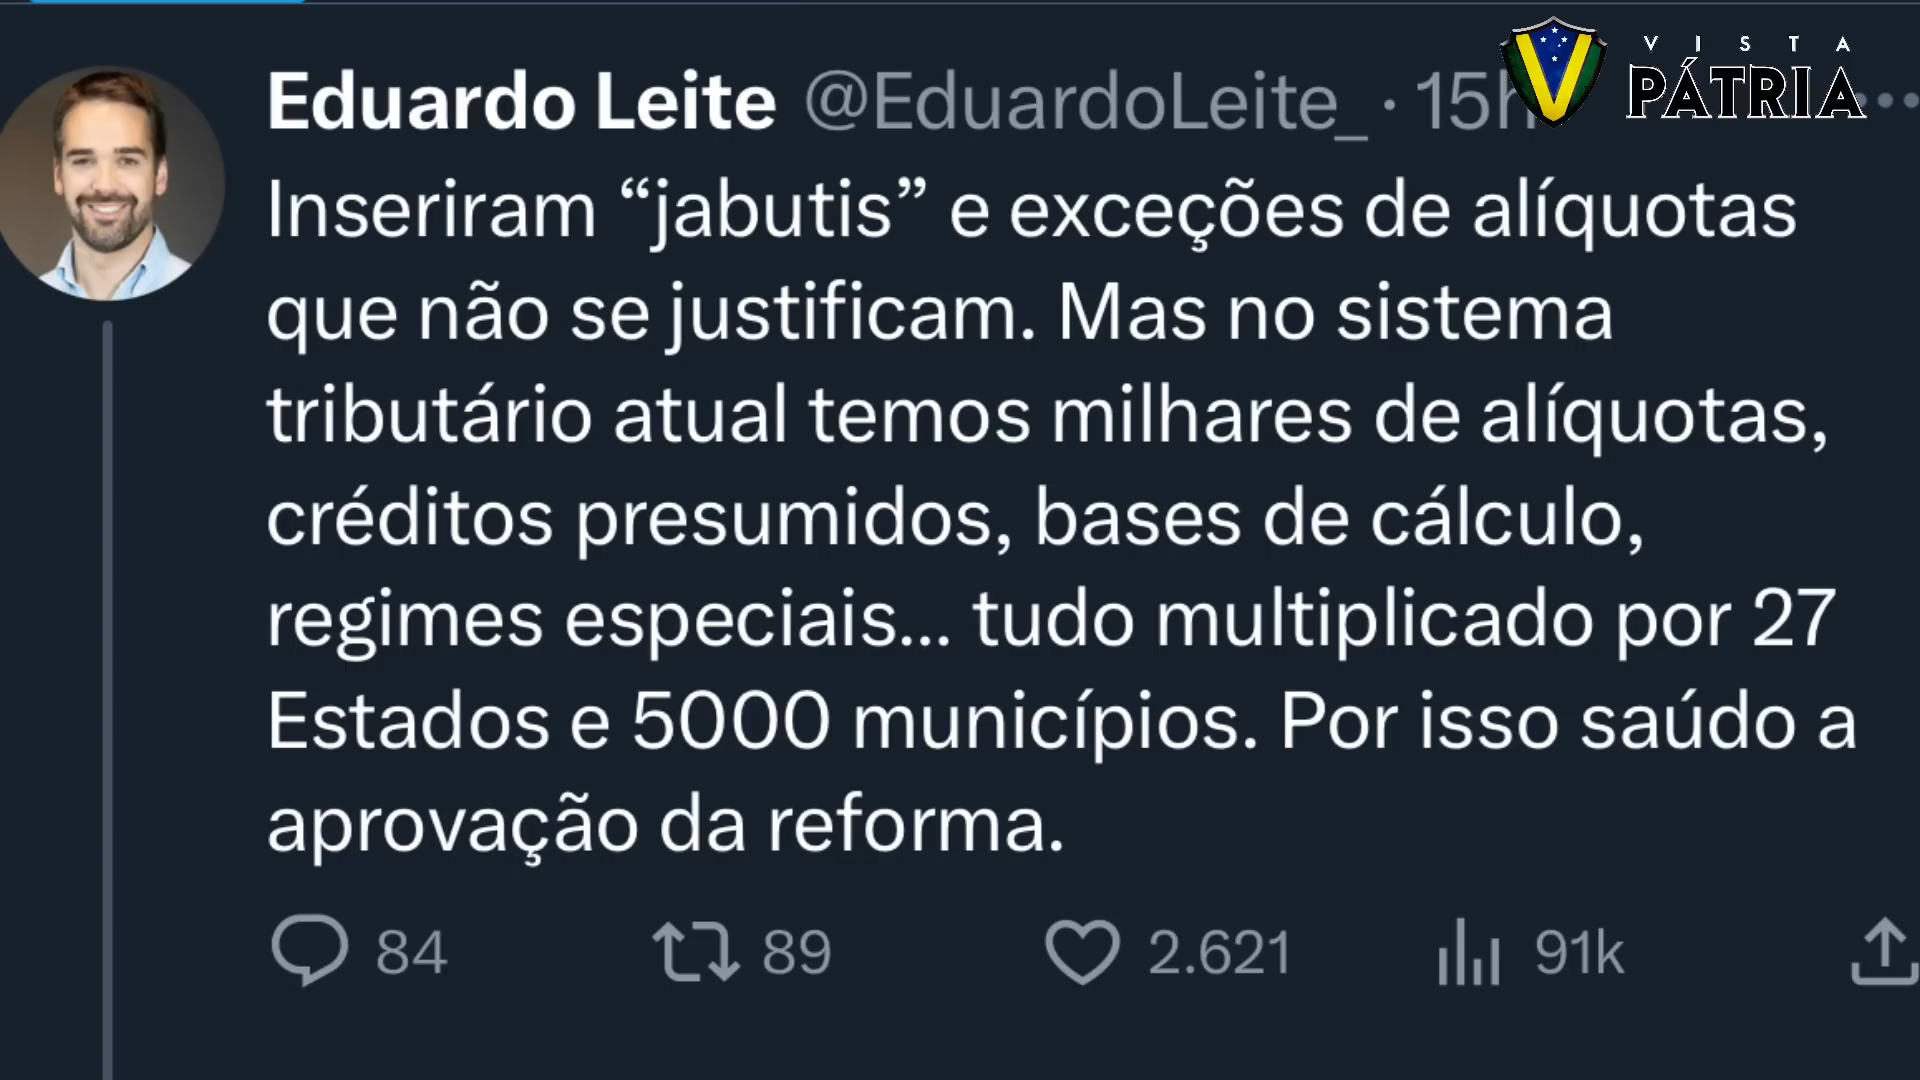 Eduardo Leite @EduardoLeite_ · 15h
VISTA
PÁTRIA
Inseriram “jabutis” e exceções de alíquotas
que não se justificam. Mas no sistema
tributário atual temos milhares de alíquotas,
créditos presumidos, bases de cálculo,
regimes especiais... tudo multiplicado por 27
Estados e 5000 municípios. Por isso saúdo a
aprovação da reforma.
84 89 2.621 91k